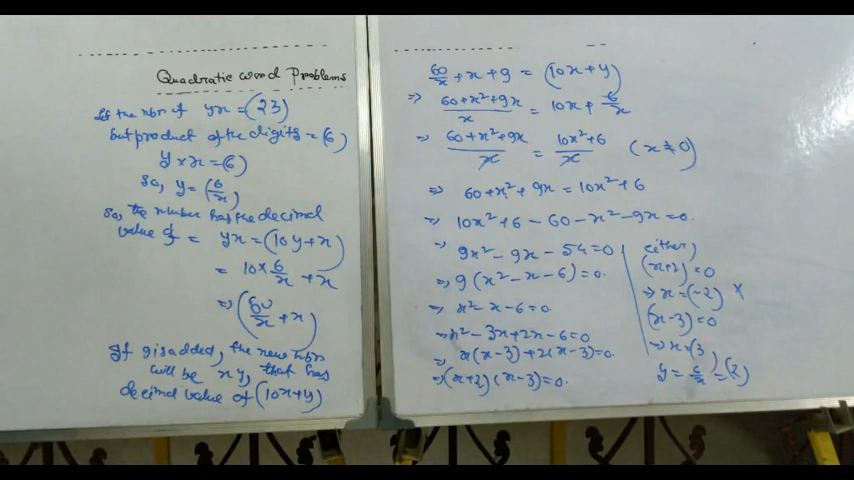 Quadratic word Problems
If the nbr of yx = (23)
but product of the digits = (6)
y × x = (6)
So, y = (6/x)
So, the number has the decimal
value of = yx = (10y + x)
= 10 × 6/x + x
⇒ (60/x + x)
If 9 is added, the new nbr
will be xy, that has
decimal value of (10x + y)
60/x + x + 9 = (10x + y)
⇒ (60 + x² + 9x)/x = 10x + 6/x
⇒ (60 + x² + 9x)/x = (10x² + 6)/x (x ≠ 0)
⇒ 60 + x² + 9x = 10x² + 6
⇒ 10x² + 6 - 60 - x² - 9x = 0.
⇒ 9x² - 9x - 54 = 0
⇒ 9(x² - x - 6) = 0.
⇒ x² - x - 6 = 0.
⇒ x² - 3x + 2x - 6 = 0
⇒ x(x - 3) + 2(x - 3) = 0.
⇒ (x + 2)(x - 3) = 0.
either,
(x + 2) = 0
⇒ x = (-2) ×
(x - 3) = 0
⇒ x = (3)
y = 6/x = (2)